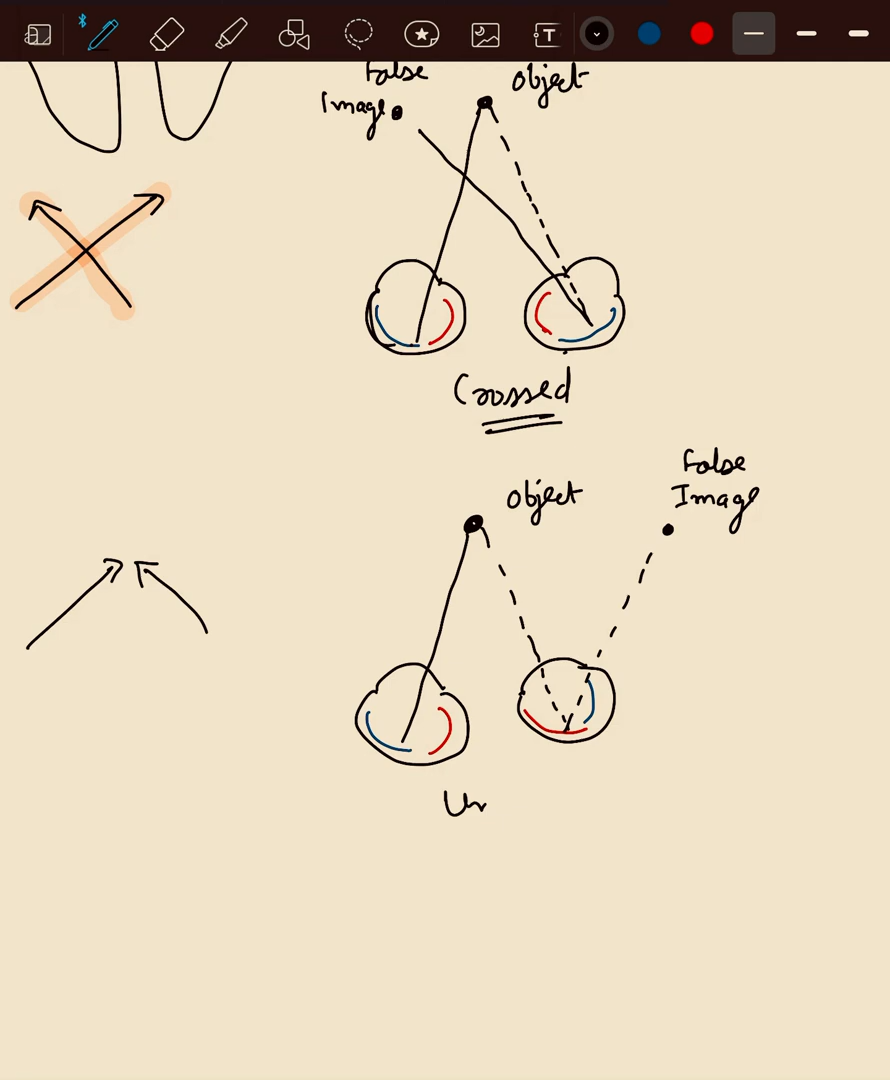 False
Image
Object
Crossed
Object
False
Image
Un